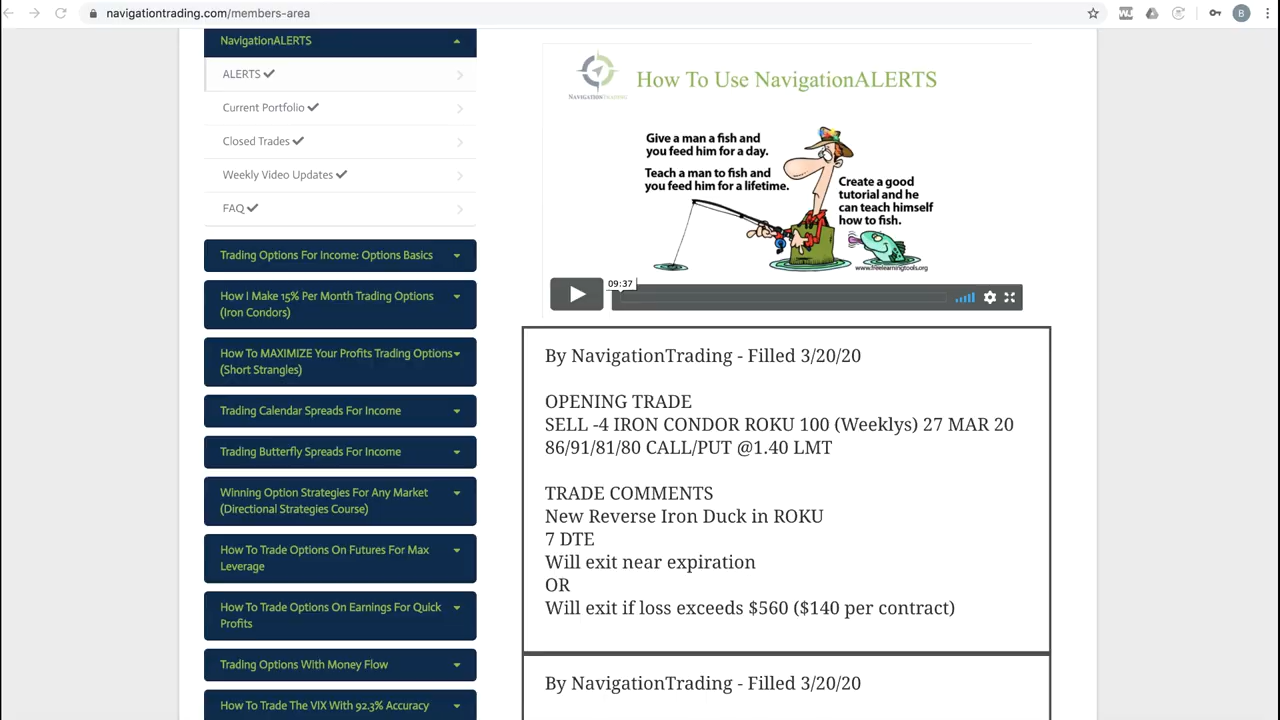 navigationtrading.com/members-area
B
NavigationALERTS
ALERTS
Current Portfolio
Closed Trades
Weekly Video Updates
FAQ
Trading Options For Income: Options Basics
How I Make 15% Per Month Trading Options
(Iron Condors)
How To MAXIMIZE Your Profits Trading Options
(Short Strangles)
Trading Calendar Spreads For Income
Trading Butterfly Spreads For Income
Winning Option Strategies For Any Market
(Directional Strategies Course)
How To Trade Options On Futures For Max
Leverage
How To Trade Options On Earnings For Quick
Profits
Trading Options With Money Flow
How To Trade The VIX With 92.3% Accuracy
NAVIGATIONTRADING
How To Use NavigationALERTS
Give a man a fish and
you feed him for a day.
Teach a man to fish and
you feed him for a lifetime.
Create a good
tutorial and he
can teach himself
how to fish.
www.freelearningtools.org
09:37
By NavigationTrading - Filled 3/20/20
OPENING TRADE
SELL -4 IRON CONDOR ROKU 100 (Weeklys) 27 MAR 20
86/91/81/80 CALL/PUT @1.40 LMT
TRADE COMMENTS
New Reverse Iron Duck in ROKU
7 DTE
Will exit near expiration
OR
Will exit if loss exceeds $560 ($140 per contract)
By NavigationTrading - Filled 3/20/20